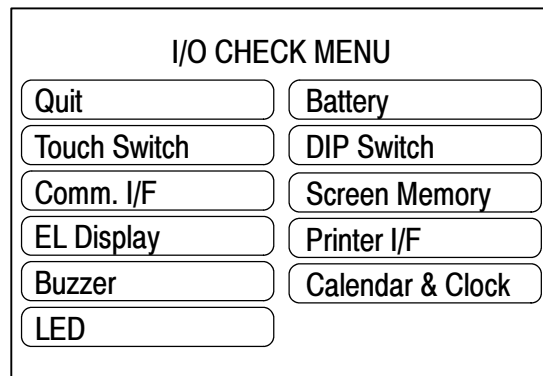 I/O CHECK MENU
Quit
Touch Switch
Comm. I/F
EL Display
Buzzer
LED
Battery
DIP Switch
Screen Memory
Printer I/F
Calendar & Clock